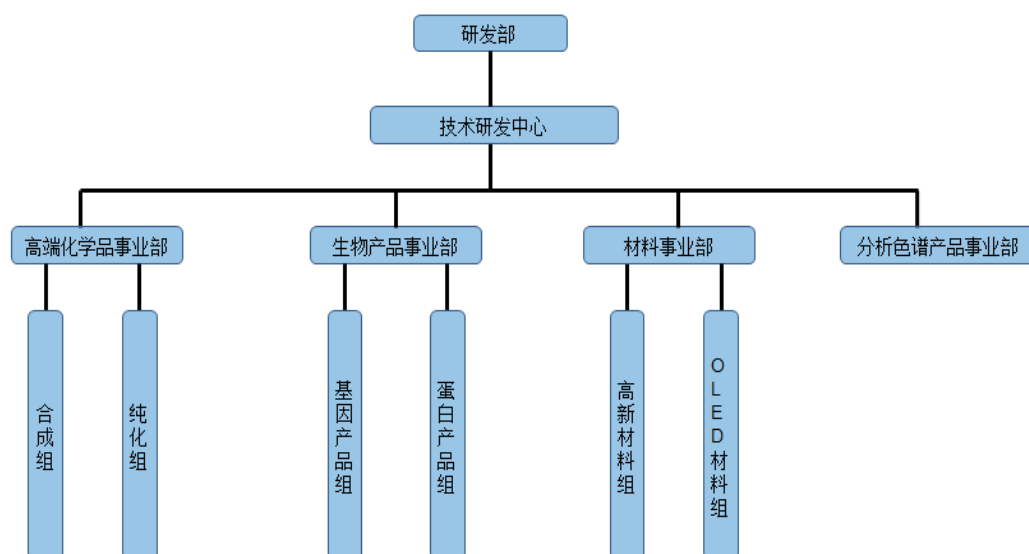 研发部
技术研发中心
高端化学品事业部
生物产品事业部
材料事业部
分析色谱产品事业部
合成组
纯化组
基因产品组
蛋白产品组
高新材料组
OLED材料组